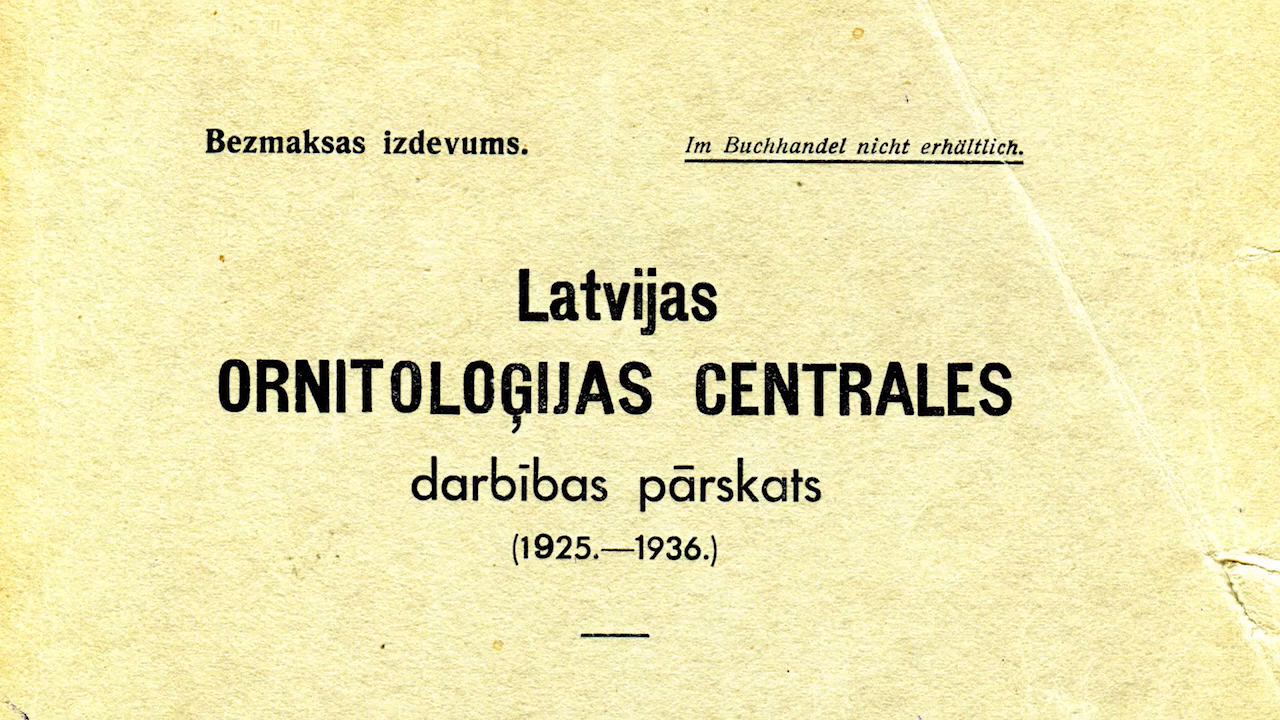 Bezmaksas izdevums. Im Buchhandel nicht erhältlich.
Latvijas
ORNITOLOĢIJAS CENTRALES
darbības pārskats
(1925.—1936.)